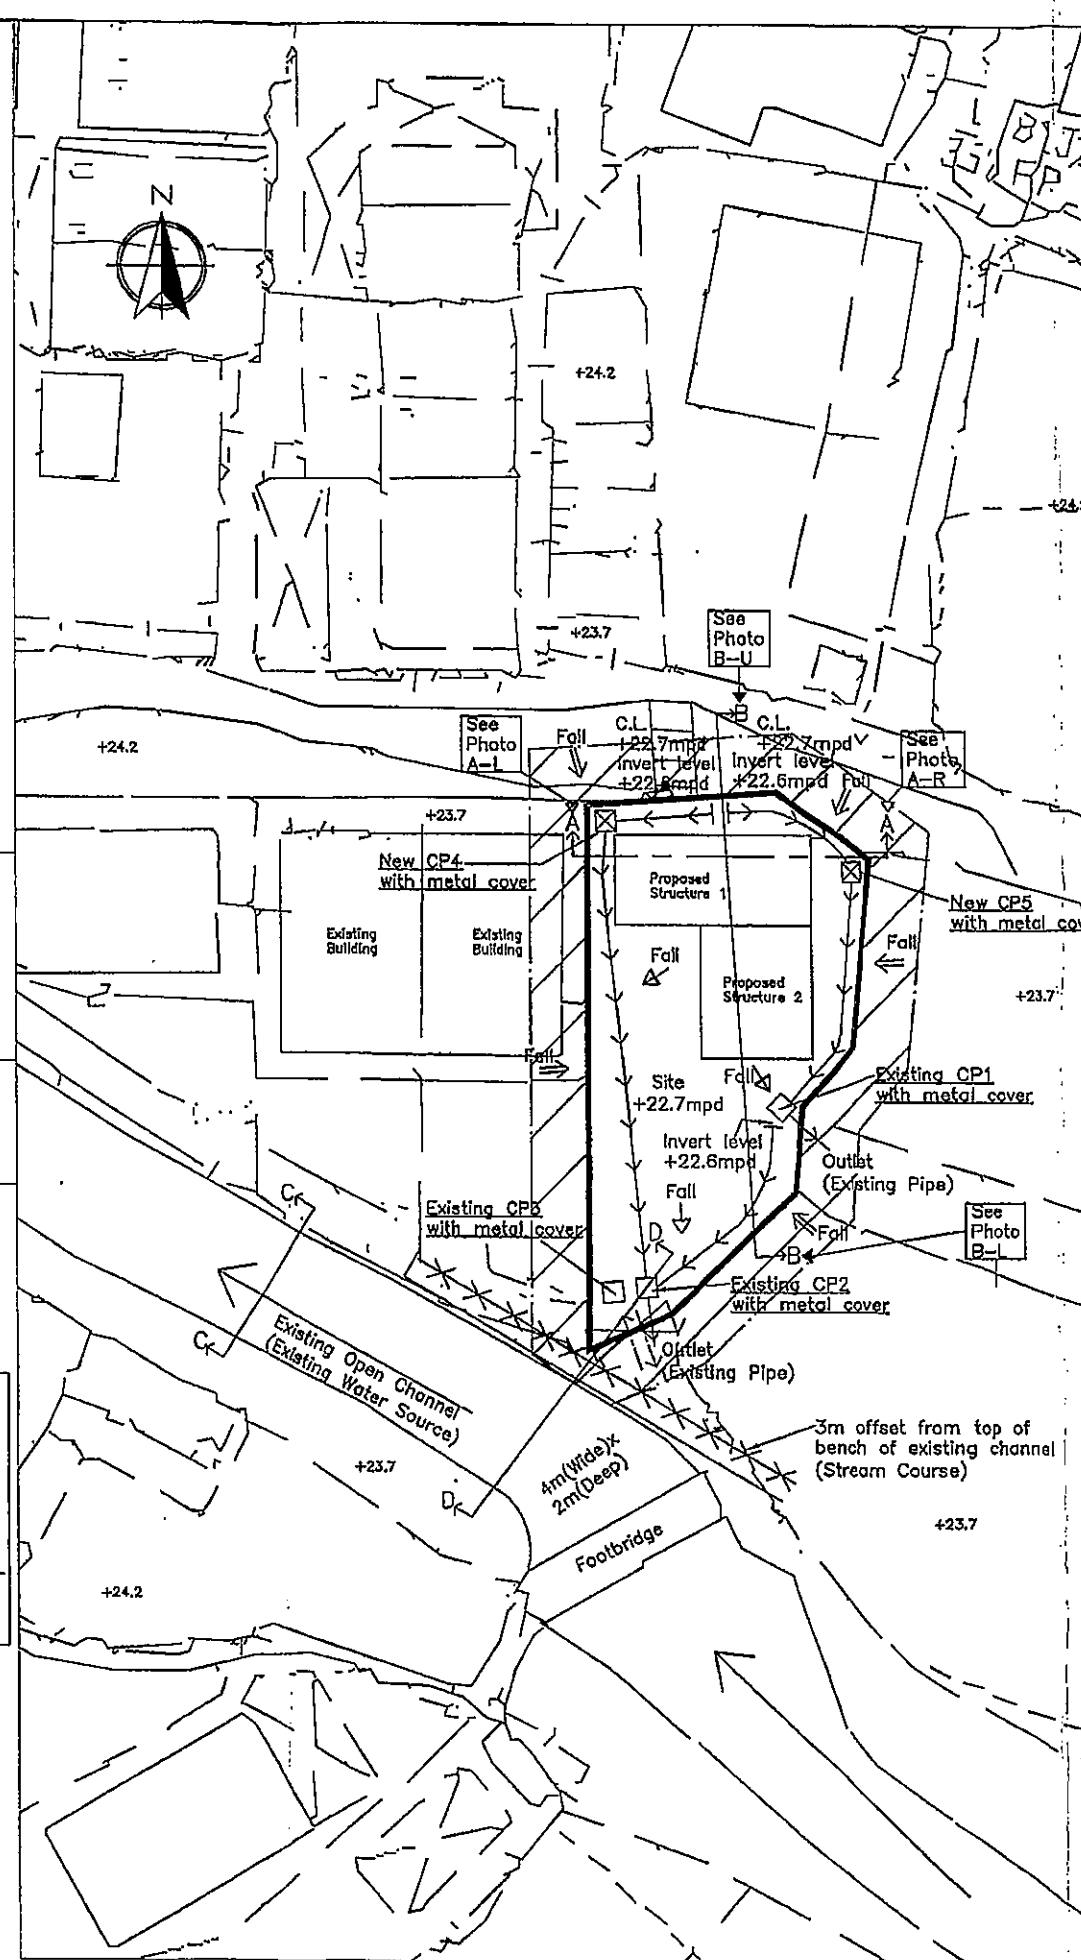 N
+24.2
+24.
+23.7
See
Photo
B-U
B
+24.2
See
Photo
A-L
Fall
C.L.
+22.7mpd
Invert level
C.L.
+22.7mpd
Invert level
+22.6mpd
Fall
See
Photo
A-R
+23.7
A
A
New CP4
with metal cover
Proposed
Structure 1
New CP5
with metal cov
Existing
Building
Existing
Building
Fall
Fall
Proposed
Structure 2
+23.7
Fall
Fall
Site
+22.7mpd
Existing CP1
with metal cover
Invert level
+22.6mpd
Outlet
(Existing Pipe)
Fall
C
Existing CP3
with metal cover
D
Fall
See
Photo
B-L
B
Existing CP2
with metal cover
C
Existing Open Channel
(Existing Water Source)
Outlet
(Existing Pipe)
3m offset from top of
bench of existing channel
(Stream Course)
+23.7
4m(Wide)x
2m(Deep)
D
+23.7
Footbridge
+24.2